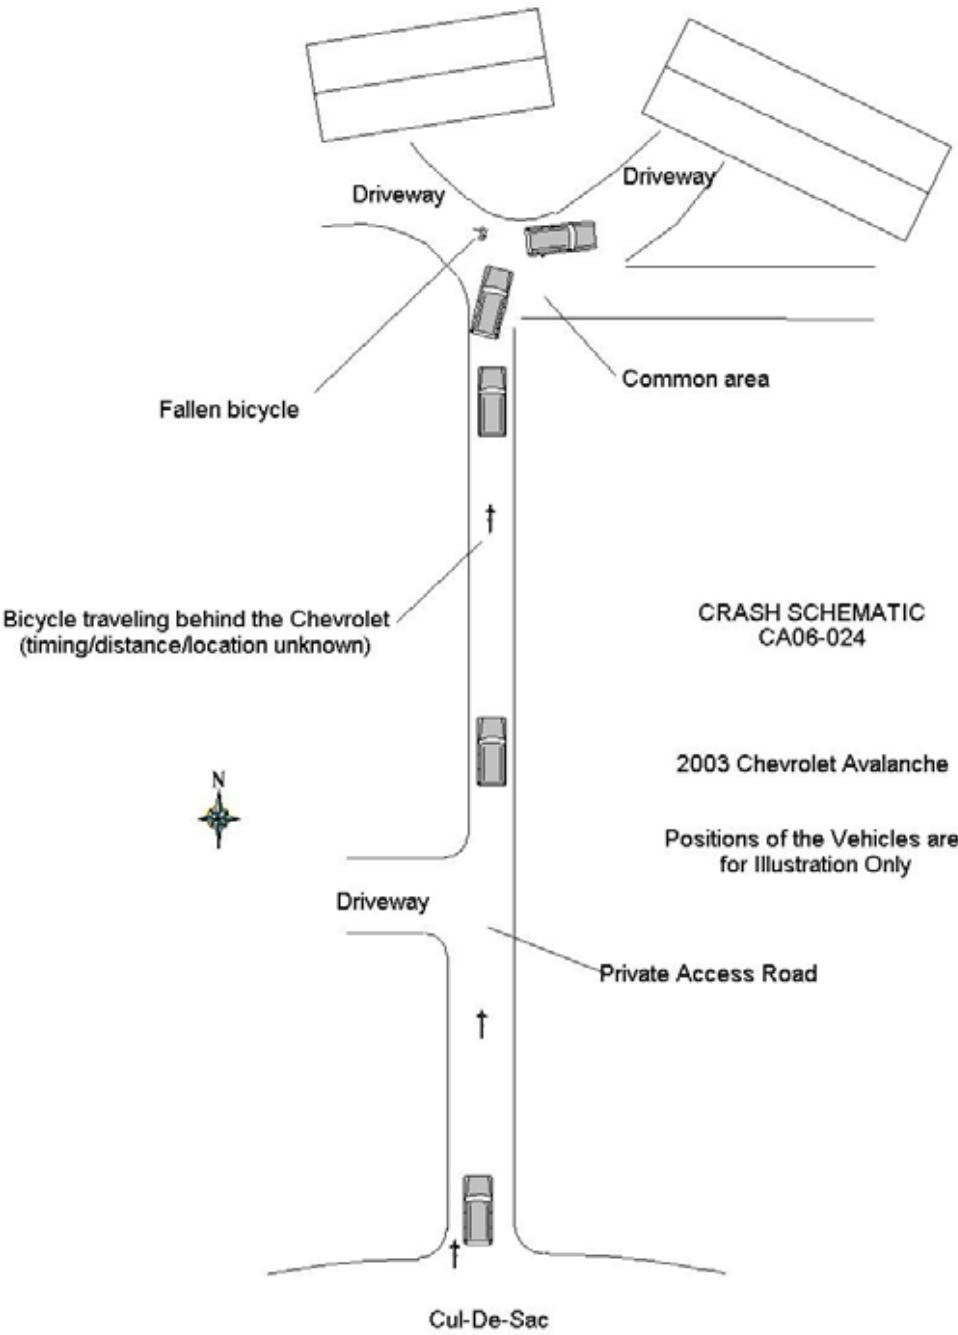 Driveway
Driveway
Common area
Fallen bicycle
Bicycle traveling behind the Chevrolet
(timing/distance/location unknown)
CRASH SCHEMATIC
CA06-024
2003 Chevrolet Avalanche
N
Positions of the Vehicles are
for Illustration Only
Driveway
Private Access Road
Cul-De-Sac